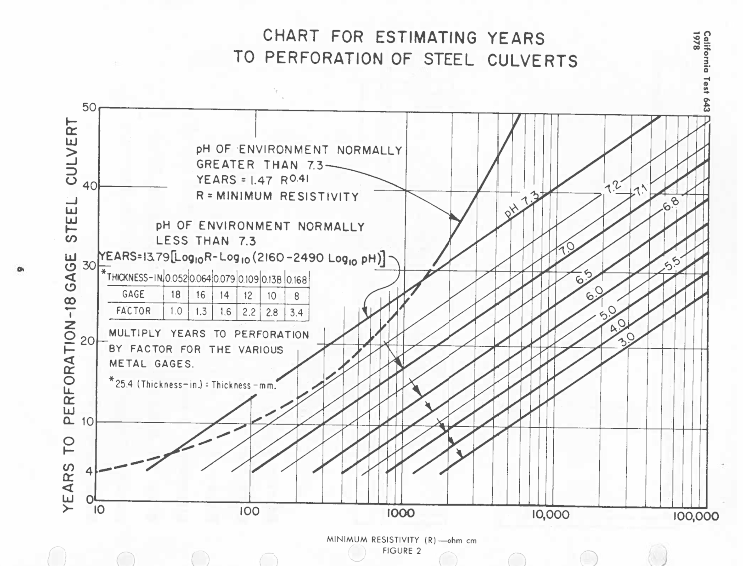 CHART FOR ESTIMATING YEARS
TO PERFORATION OF STEEL CULVERTS
California Test 643
1978
YEARS TO PERFORATION-18 GAGE STEEL CULVERT
50
40
30
20
10
4
0
pH OF ENVIRONMENT NORMALLY
GREATER THAN 7.3
YEARS = 1.47 R^0.41
R = MINIMUM RESISTIVITY
pH OF ENVIRONMENT NORMALLY
LESS THAN 7.3
YEARS=13.79[Log₁₀R-Log₁₀(2160-2490 Log₁₀ pH)]
*THICKNESS-IN. 0.052 0.064 0.079 0.109 0.138 0.168
GAGE 18 16 14 12 10 8
FACTOR 1.0 1.3 1.6 2.2 2.8 3.4
MULTIPLY YEARS TO PERFORATION
BY FACTOR FOR THE VARIOUS
METAL GAGES.
*25.4 (Thickness-in.) = Thickness-mm.
pH 7.3
7.2
7.1
7.0
6.8
6.5
6.0
5.5
5.0
4.0
3.0
10
100
1000
10,000
100,000
MINIMUM RESISTIVITY (R)—ohm cm
FIGURE 2